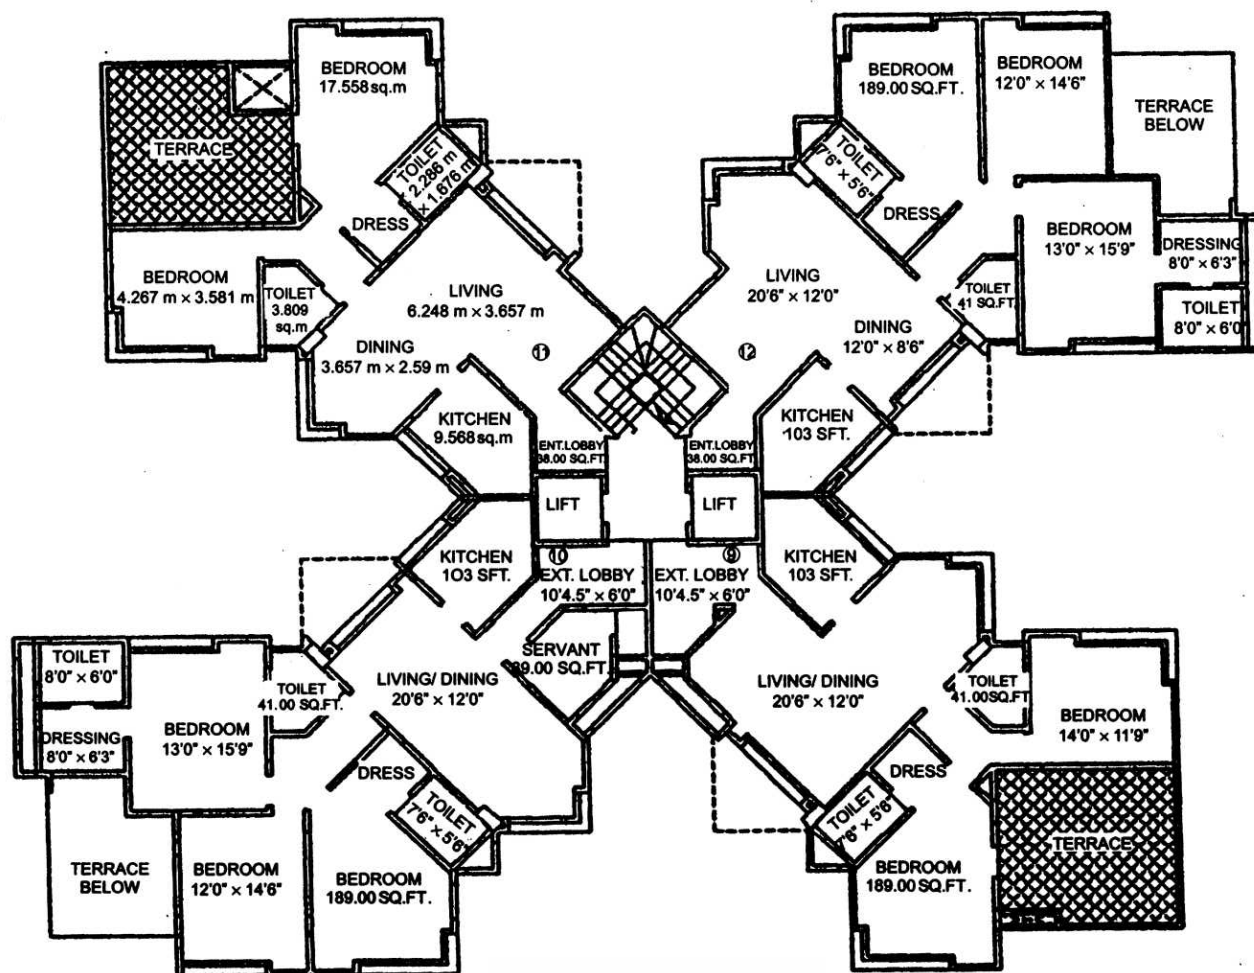 BEDROOM
17.558 sq.m
TERRACE
TOILET
2.286 m
× 1.676 m
DRESS
BEDROOM
4.267 m × 3.581 m
TOILET
3.809
sq.m
LIVING
6.248 m × 3.657 m
DINING
3.657 m × 2.59 m
11
KITCHEN
9.568 sq.m
ENT.LOBBY
38.00 SQ.FT
LIFT
BEDROOM
189.00 SQ.FT.
BEDROOM
12'0" × 14'6"
TERRACE
BELOW
TOILET
7'6" × 5'6"
DRESS
BEDROOM
13'0" × 15'9"
DRESSING
8'0" × 6'3"
TOILET
8'0" × 6'0"
TOILET
41 SQ.FT.
LIVING
20'6" × 12'0"
DINING
12'0" × 8'6"
12
KITCHEN
103 SFT.
ENT.LOBBY
38.00 SQ.FT
LIFT
KITCHEN
103 SFT.
10
EXT. LOBBY
10'4.5" × 6'0"
SERVANT
39.00 SQ.FT.
TOILET
8'0" × 6'0"
DRESSING
8'0" × 6'3"
BEDROOM
13'0" × 15'9"
TOILET
41.00 SQ.FT.
LIVING/ DINING
20'6" × 12'0"
DRESS
TOILET
7'6" × 5'6"
TERRACE
BELOW
BEDROOM
12'0" × 14'6"
BEDROOM
189.00 SQ.FT.
9
EXT. LOBBY
10'4.5" × 6'0"
KITCHEN
103 SFT.
LIVING/ DINING
20'6" × 12'0"
TOILET
41.00SQ.FT
BEDROOM
14'0" × 11'9"
DRESS
TOILET
7'6" × 5'6"
TERRACE
BEDROOM
189.00 SQ.FT.